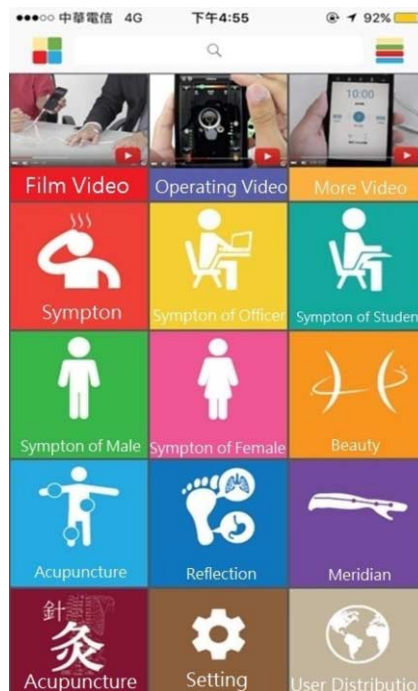 中華電信 4G 下午4:55 92%
Film Video Operating Video More Video
Sympton Sympton of Officer Sympton of Studen
Sympton of Male Sympton of Female Beauty
Acupuncture Reflection Meridian
針
灸
Acupuncture Setting User Distributio